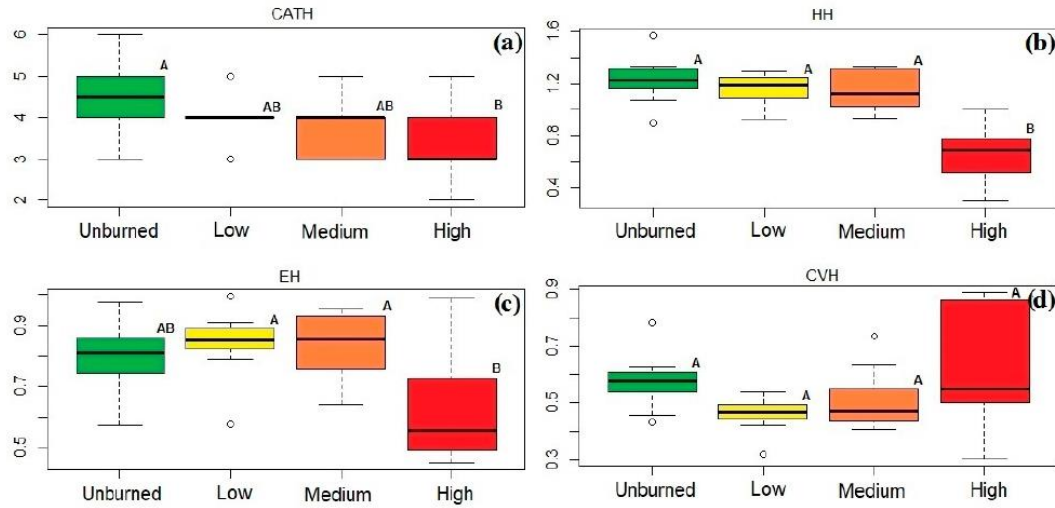 CATH
(a)
6
5
4
3
2
A
AB
AB
B
Unburned Low Medium High
HH
(b)
1.6
1.2
0.8
0.4
A
A
A
B
Unburned Low Medium High
EH
(c)
0.9
0.7
0.5
AB
A
A
B
Unburned Low Medium High
CVH
(d)
0.9
0.7
0.5
0.3
A
A
A
A
Unburned Low Medium High